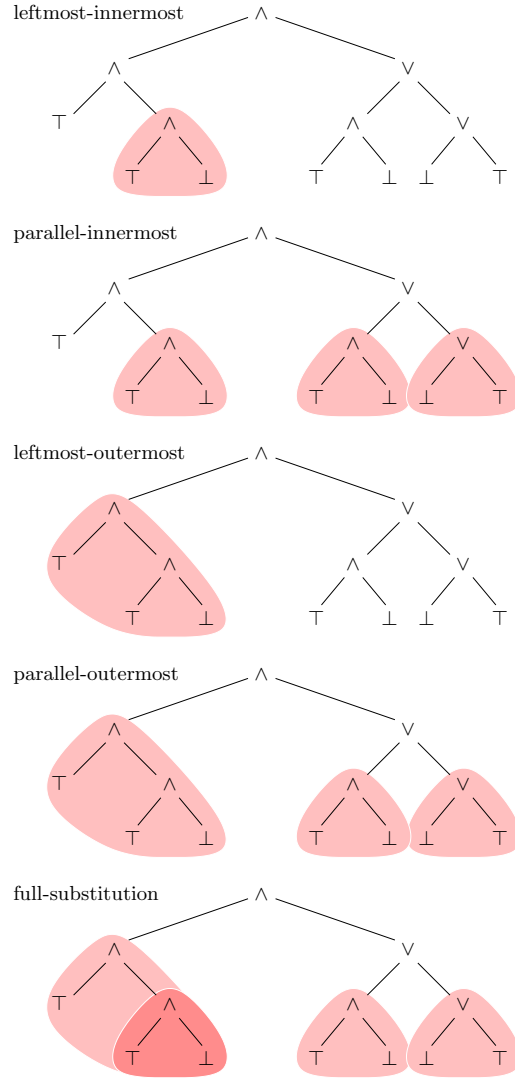 leftmost-innermost ∧
∧ ∨
⊤ ∧ ∧ ∨
⊤ ⊥ ⊤ ⊥ ⊥ ⊤
parallel-innermost ∧
∧ ∨
⊤ ∧ ∧ ∨
⊤ ⊥ ⊤ ⊥ ⊥ ⊤
leftmost-outermost ∧
∧ ∨
⊤ ∧ ∧ ∨
⊤ ⊥ ⊤ ⊥ ⊥ ⊤
parallel-outermost ∧
∧ ∨
⊤ ∧ ∧ ∨
⊤ ⊥ ⊤ ⊥ ⊥ ⊤
full-substitution ∧
∧ ∨
⊤ ∧ ∧ ∨
⊤ ⊥ ⊤ ⊥ ⊥ ⊤